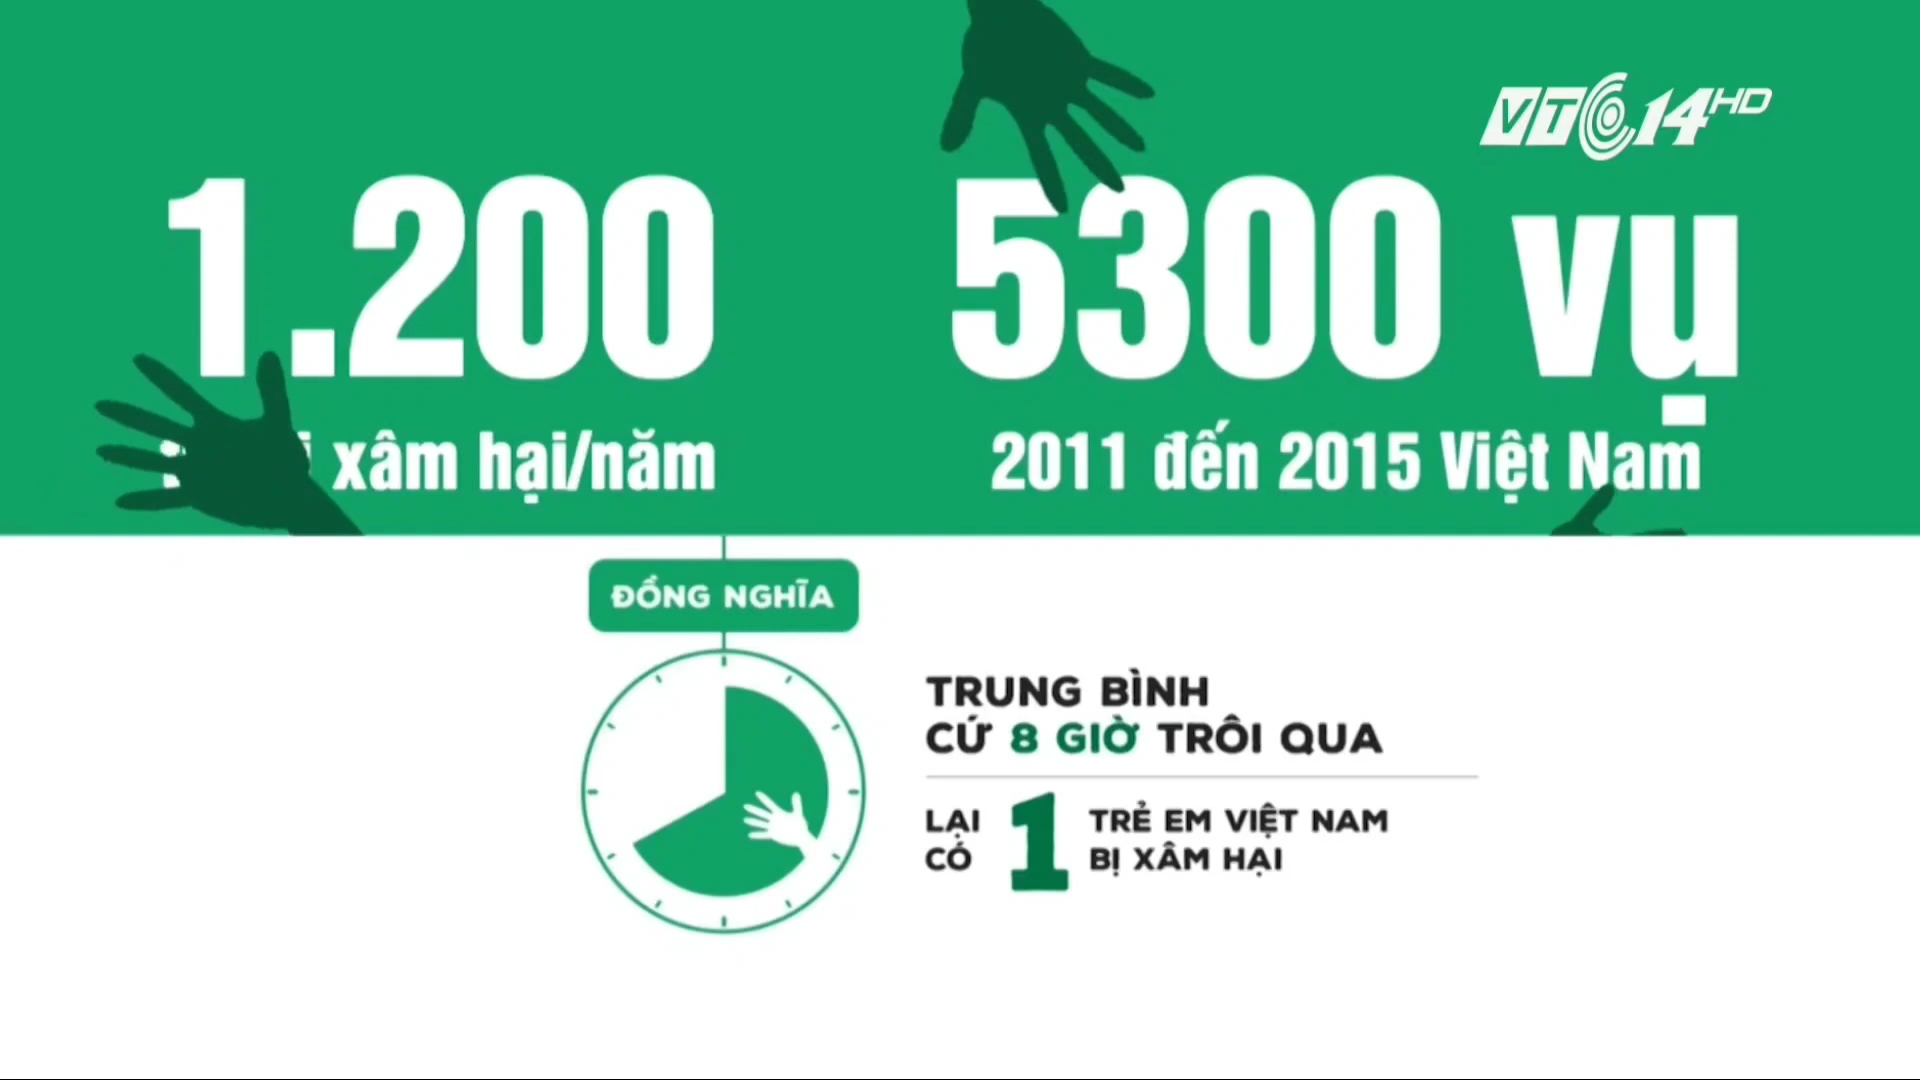 VTC14HD
1.200
xâm hại/năm
5300 vụ
2011 đến 2015 Việt Nam
ĐỒNG NGHĨA
TRUNG BÌNH
CỨ 8 GIỜ TRÔI QUA
LẠI CÓ 1 TRẺ EM VIỆT NAM
BỊ XÂM HẠI